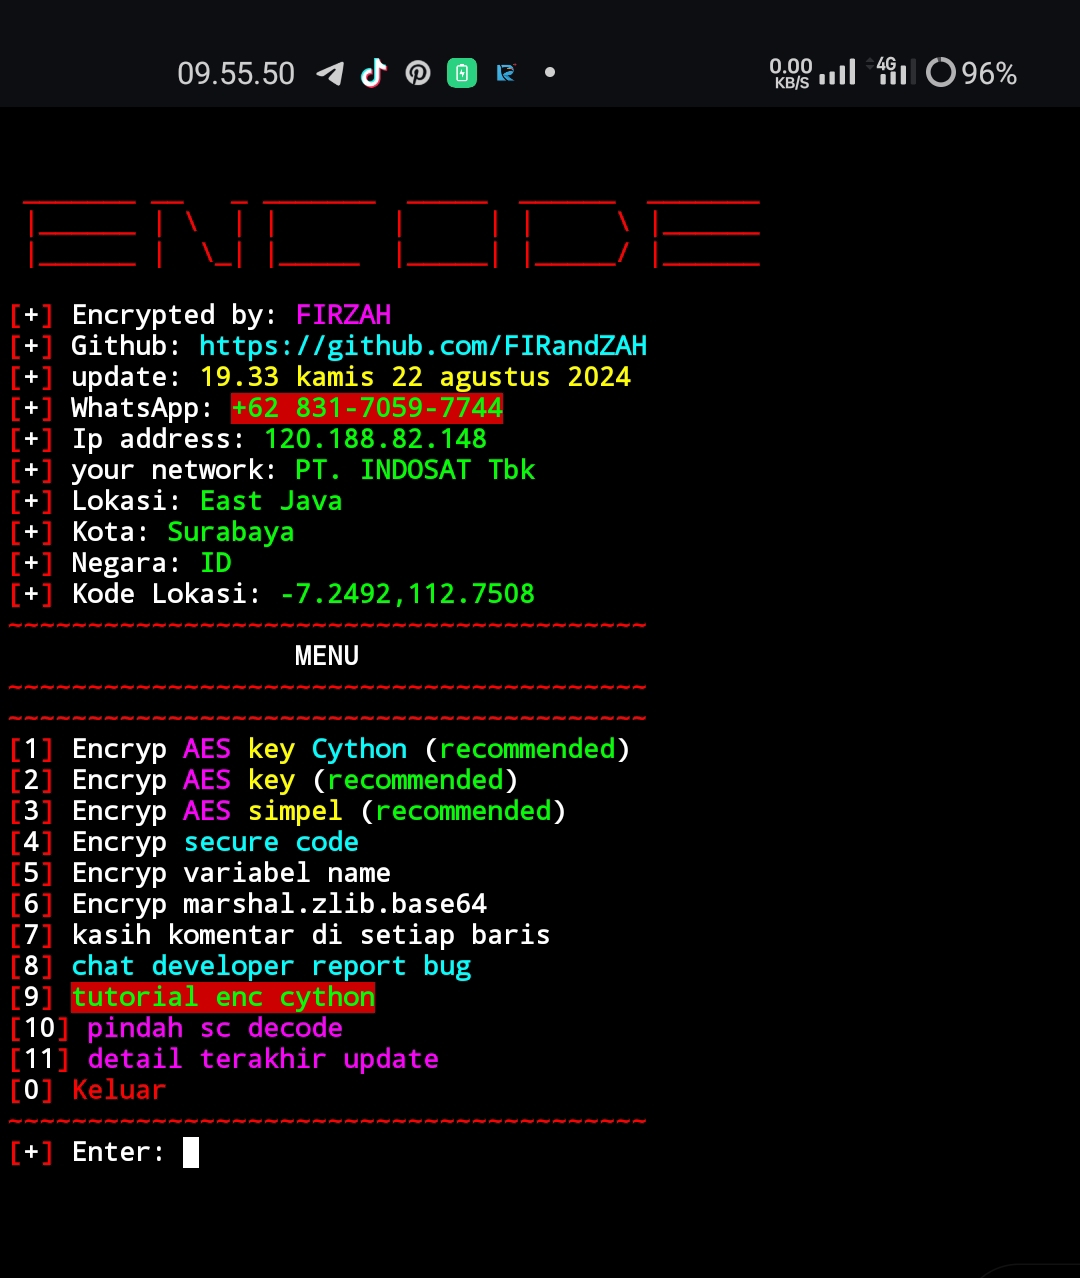 09.55.50 0.00 KB/S 4G 96%
ENCODE
[+] Encrypted by: FIRZAH
[+] Github: https://github.com/FIRandZAH
[+] update: 19.33 kamis 22 agustus 2024
[+] WhatsApp: +62 831-7059-7744
[+] Ip address: 120.188.82.148
[+] your network: PT. INDOSAT Tbk
[+] Lokasi: East Java
[+] Kota: Surabaya
[+] Negara: ID
[+] Kode Lokasi: -7.2492,112.7508
~~~~~~~~~~~~~~~~~~~~~~~~~~~~~~~~~~~~~~~~
MENU
~~~~~~~~~~~~~~~~~~~~~~~~~~~~~~~~~~~~~~~~
~~~~~~~~~~~~~~~~~~~~~~~~~~~~~~~~~~~~~~~~
[1] Encryp AES key Cython (recommended)
[2] Encryp AES key (recommended)
[3] Encryp AES simpel (recommended)
[4] Encryp secure code
[5] Encryp variabel name
[6] Encryp marshal.zlib.base64
[7] kasih komentar di setiap baris
[8] chat developer report bug
[9] tutorial enc cython
[10] pindah sc decode
[11] detail terakhir update
[0] Keluar
~~~~~~~~~~~~~~~~~~~~~~~~~~~~~~~~~~~~~~~~
[+] Enter: